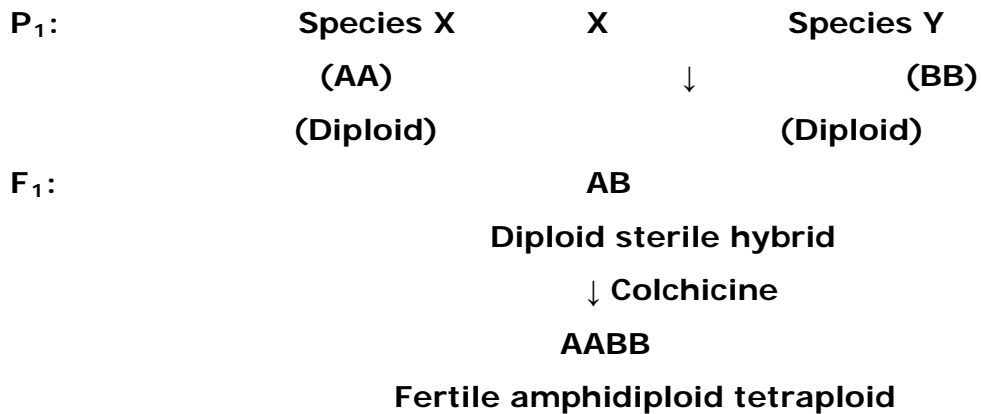 P₁: Species X X Species Y
(AA) ↓ (BB)
(Diploid) (Diploid)
F₁: AB
Diploid sterile hybrid
↓ Colchicine
AABB
Fertile amphidiploid tetraploid